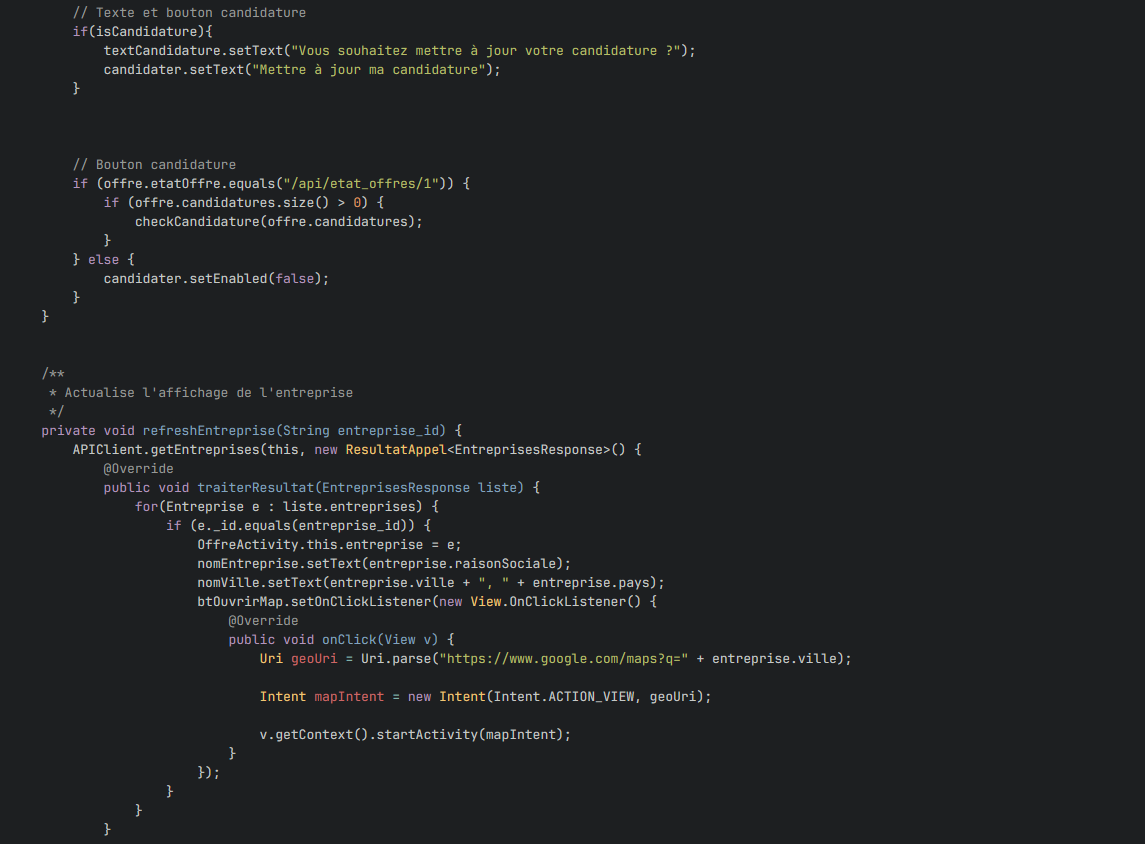 // Texte et bouton candidature
if(isCandidature){
textCandidature.setText("Vous souhaitez mettre à jour votre candidature ?");
candidater.setText("Mettre à jour ma candidature");
}
// Bouton candidature
if (offre.etatOffre.equals("/api/etat_offres/1")) {
if (offre.candidatures.size() > 0) {
checkCandidature(offre.candidatures);
}
} else {
candidater.setEnabled(false);
}
}
/**
* Actualise l'affichage de l'entreprise
*/
private void refreshEntreprise(String entreprise_id) {
APIClient.getEntreprises(this, new ResultatAppel<EntreprisesResponse>() {
@Override
public void traiterResultat(EntreprisesResponse liste) {
for(Entreprise e : liste.entreprises) {
if (e._id.equals(entreprise_id)) {
OffreActivity.this.entreprise = e;
nomEntreprise.setText(entreprise.raisonSociale);
nomVille.setText(entreprise.ville + ", " + entreprise.pays);
btOuvrirMap.setOnClickListener(new View.OnClickListener() {
@Override
public void onClick(View v) {
Uri geoUri = Uri.parse("https://www.google.com/maps?q=" + entreprise.ville);
Intent mapIntent = new Intent(Intent.ACTION_VIEW, geoUri);
v.getContext().startActivity(mapIntent);
}
});
}
}
}